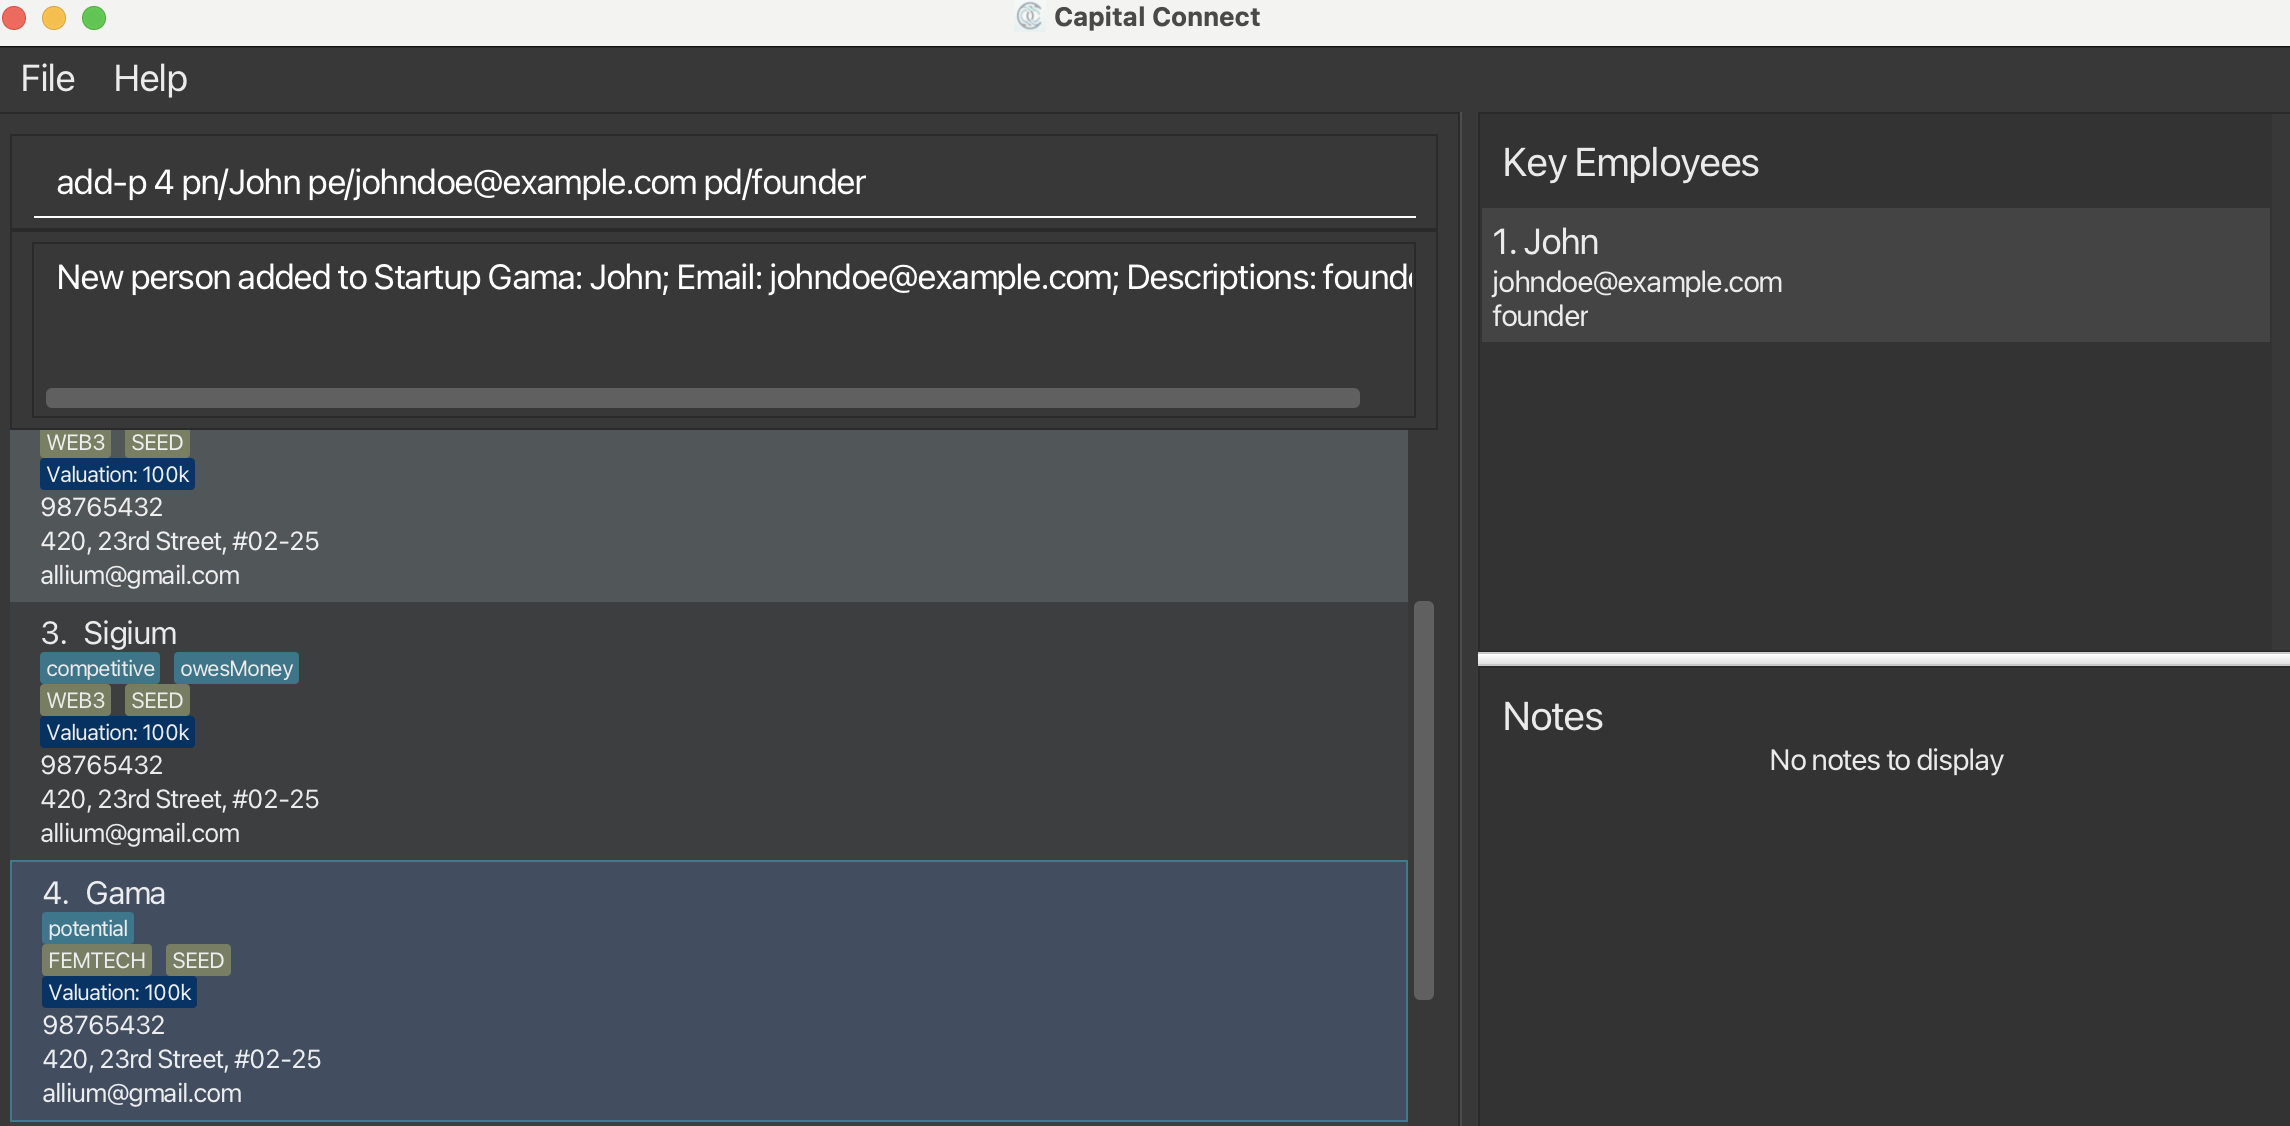 Capital Connect
File Help
add-p 4 pn/John pe/johndoe@example.com pd/founder
New person added to Startup Gama: John; Email: johndoe@example.com; Descriptions:
WEB3 SEED
Valuation: 100k
98765432
420, 23rd Street, #02-25
allium@gmail.com
3. Sigium
competitive owesMoney
WEB3 SEED
Valuation: 100k
98765432
420, 23rd Street, #02-25
allium@gmail.com
4. Gama
potential
FEMTECH SEED
Valuation: 100k
98765432
420, 23rd Street, #02-25
allium@gmail.com
Key Employees
1. John
johndoe@example.com
founder
Notes
No notes to display